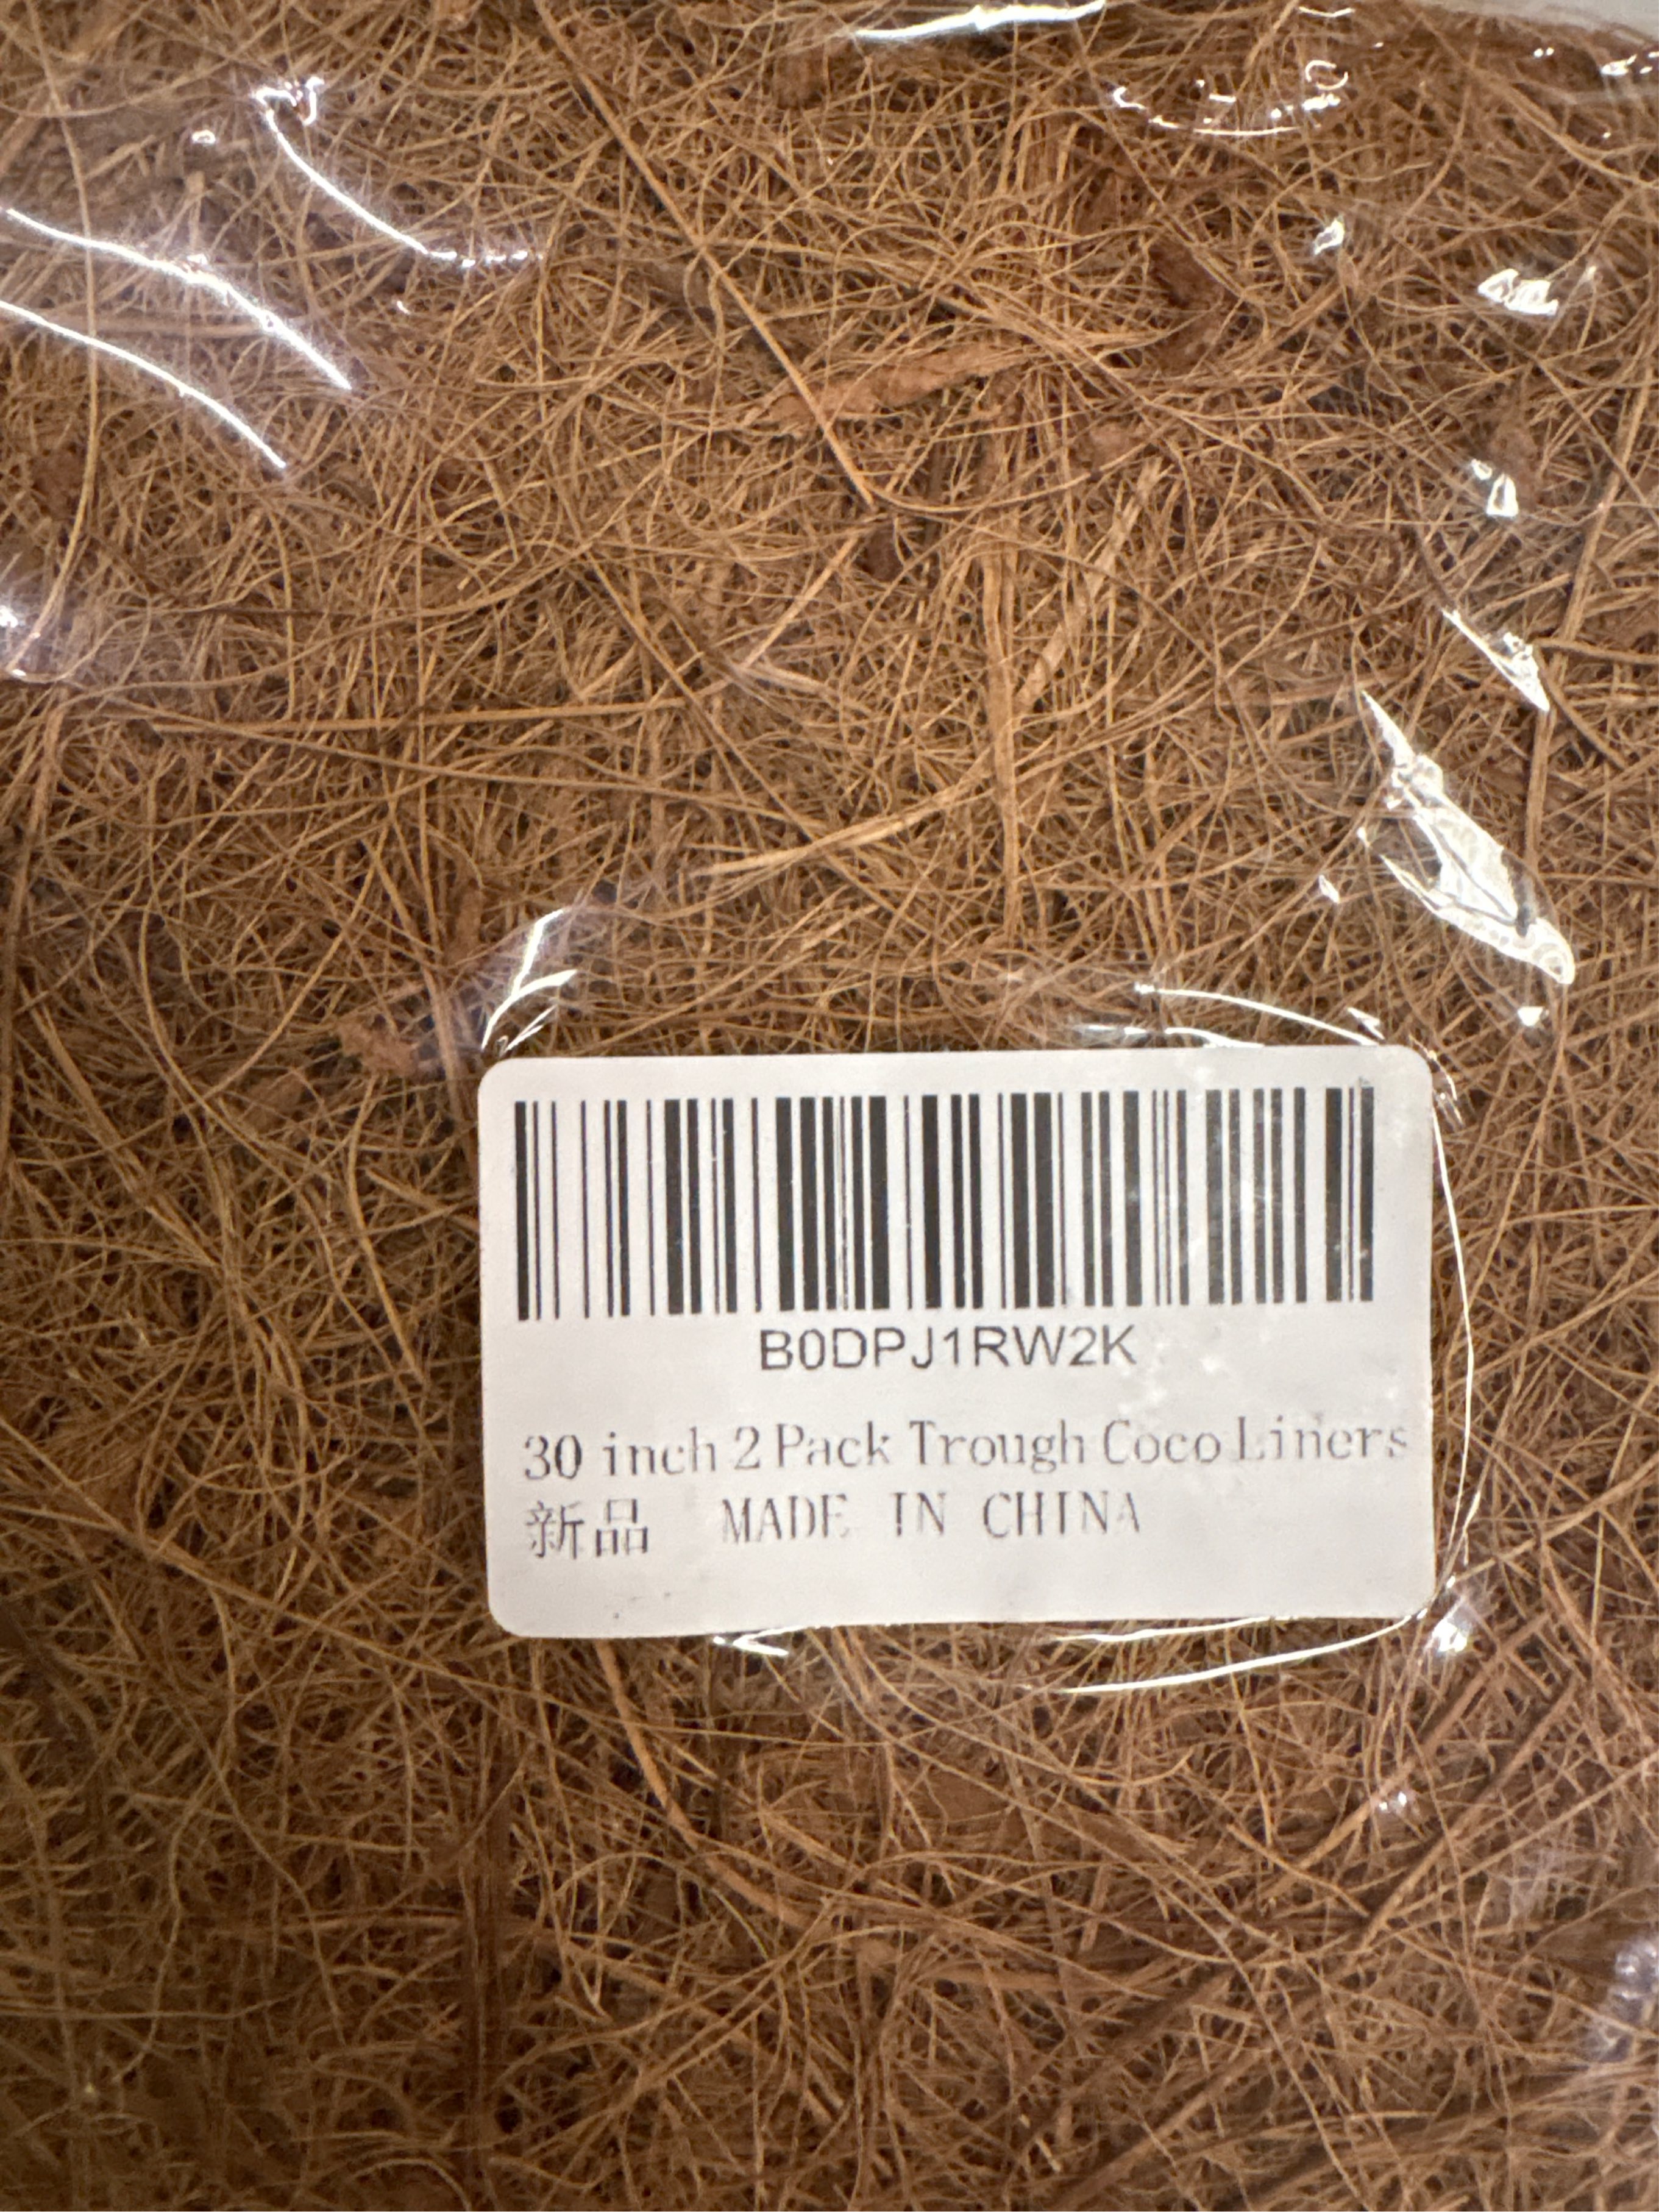 B0DPJ1RW2K
30 inch 2 Pack Trough Coco Liners
新品 MADE IN CHINA